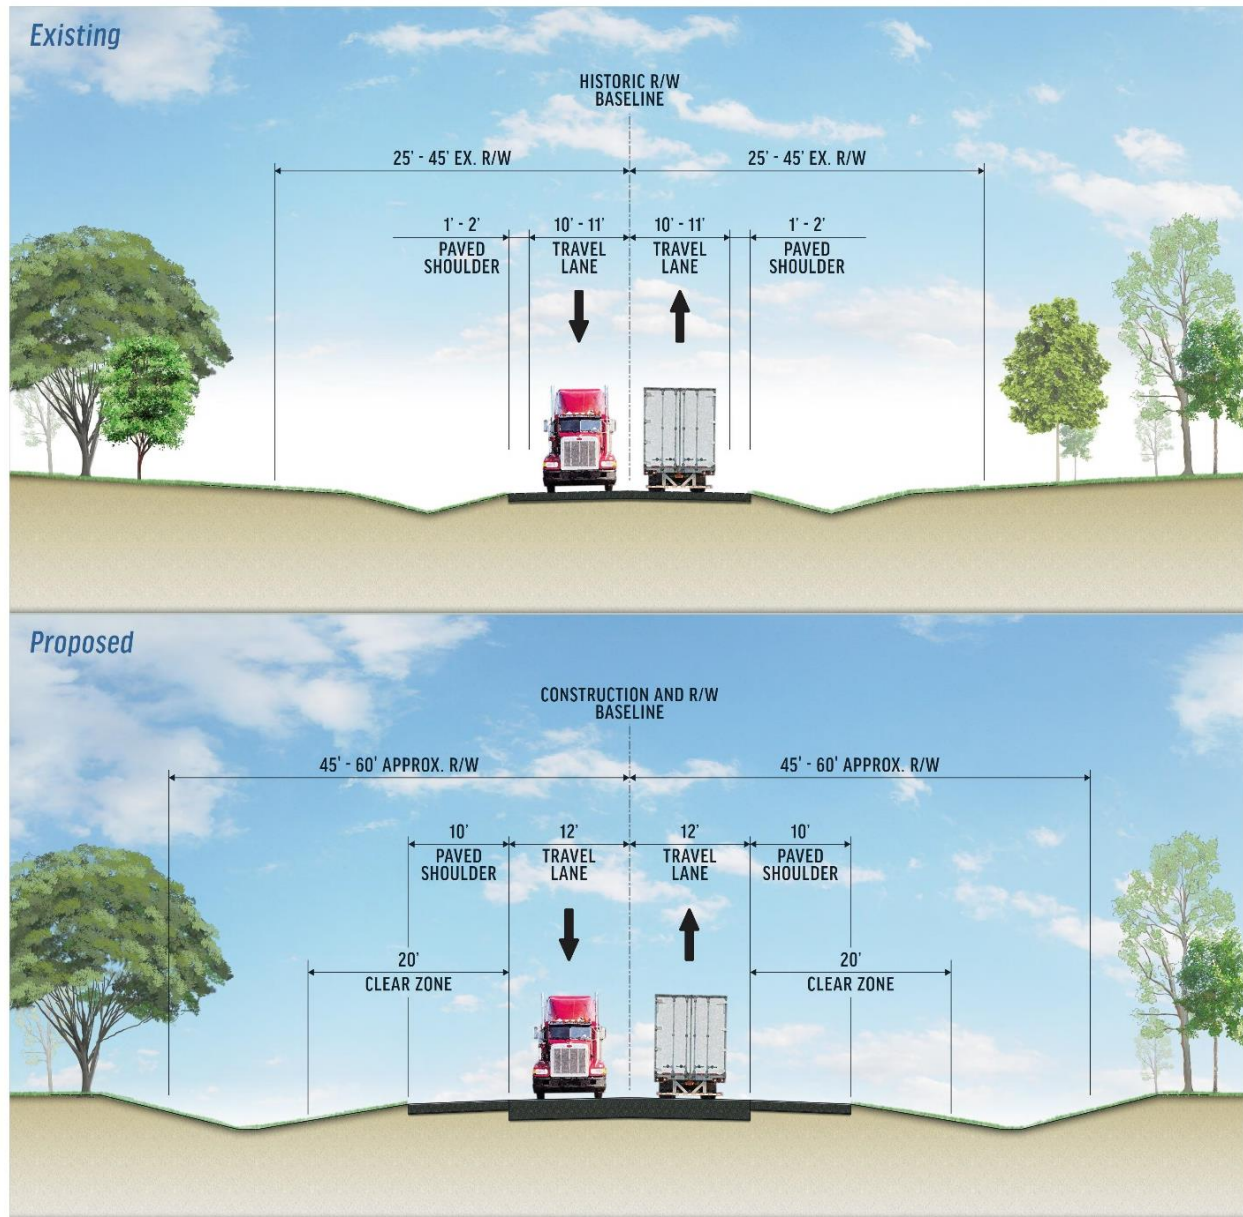 Existing
HISTORIC R/W
BASELINE
25' - 45' EX. R/W
25' - 45' EX. R/W
1' - 2'
PAVED
SHOULDER
10' - 11'
TRAVEL
LANE
10' - 11'
TRAVEL
LANE
1' - 2'
PAVED
SHOULDER
Proposed
CONSTRUCTION AND R/W
BASELINE
45' - 60' APPROX. R/W
45' - 60' APPROX. R/W
10'
PAVED
SHOULDER
12'
TRAVEL
LANE
12'
TRAVEL
LANE
10'
PAVED
SHOULDER
20'
CLEAR ZONE
20'
CLEAR ZONE